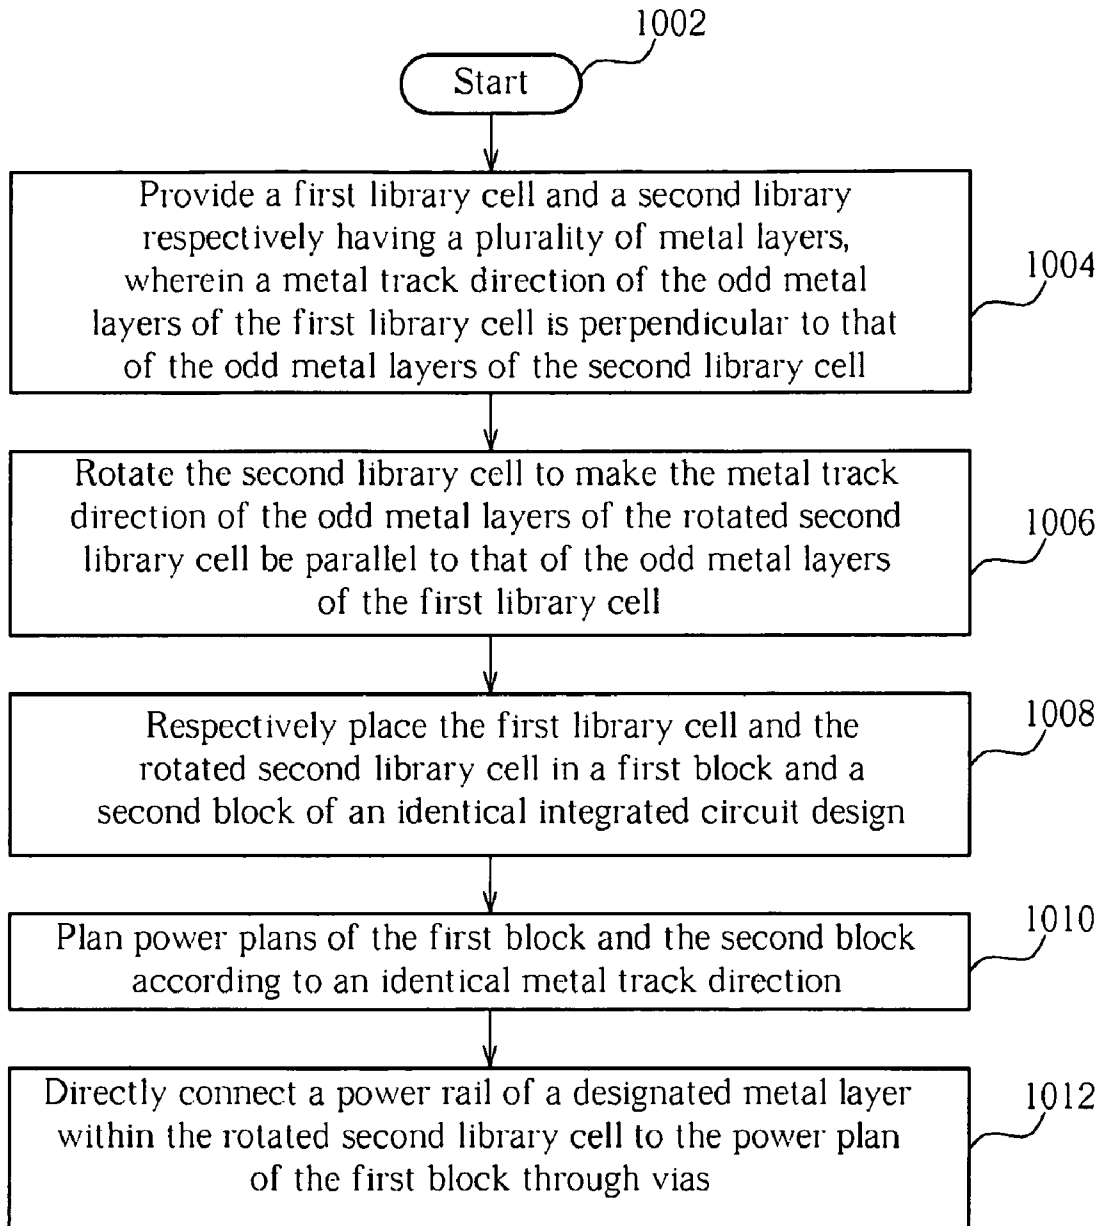 1002
Start
Provide a first library cell and a second library
respectively having a plurality of metal layers,
wherein a metal track direction of the odd metal
layers of the first library cell is perpendicular to that
of the odd metal layers of the second library cell
1004
Rotate the second library cell to make the metal track
direction of the odd metal layers of the rotated second
library cell be parallel to that of the odd metal layers
of the first library cell
1006
Respectively place the first library cell and the
rotated second library cell in a first block and a
second block of an identical integrated circuit design
1008
Plan power plans of the first block and the second block
according to an identical metal track direction
1010
Directly connect a power rail of a designated metal layer
within the rotated second library cell to the power plan
of the first block through vias
1012